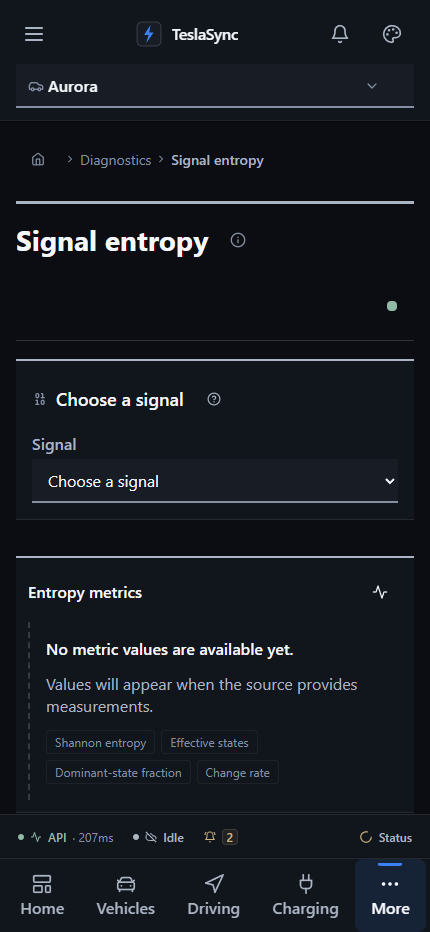 TeslaSync
Aurora
Diagnostics
Signal entropy
Signal entropy
Choose a signal
Signal
Choose a signal
Entropy metrics
No metric values are available yet.
Values will appear when the source provides
measurements.
Shannon entropy
Effective states
Dominant-state fraction
Change rate
API · 207ms
Idle
2
Status
Home
Vehicles
Driving
Charging
More